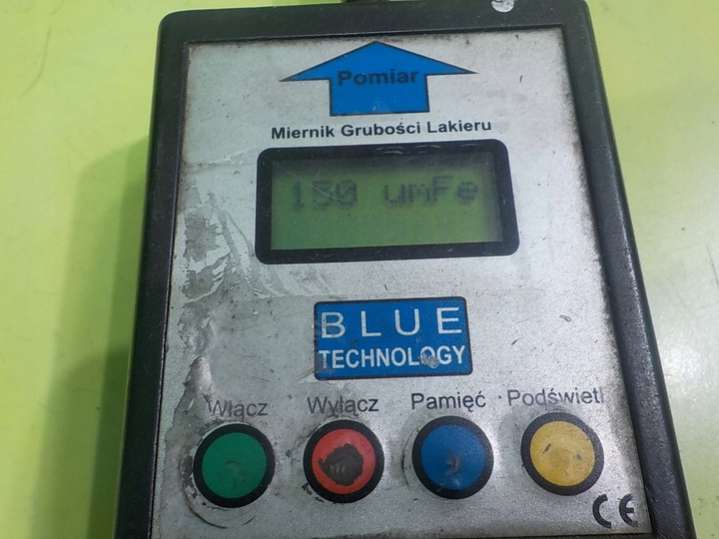 Pomiar
Miernik Grubości Lakieru
150 umFe
BLUE
TECHNOLOGY
Włącz Wyłącz Pamięć Podświetl
CE